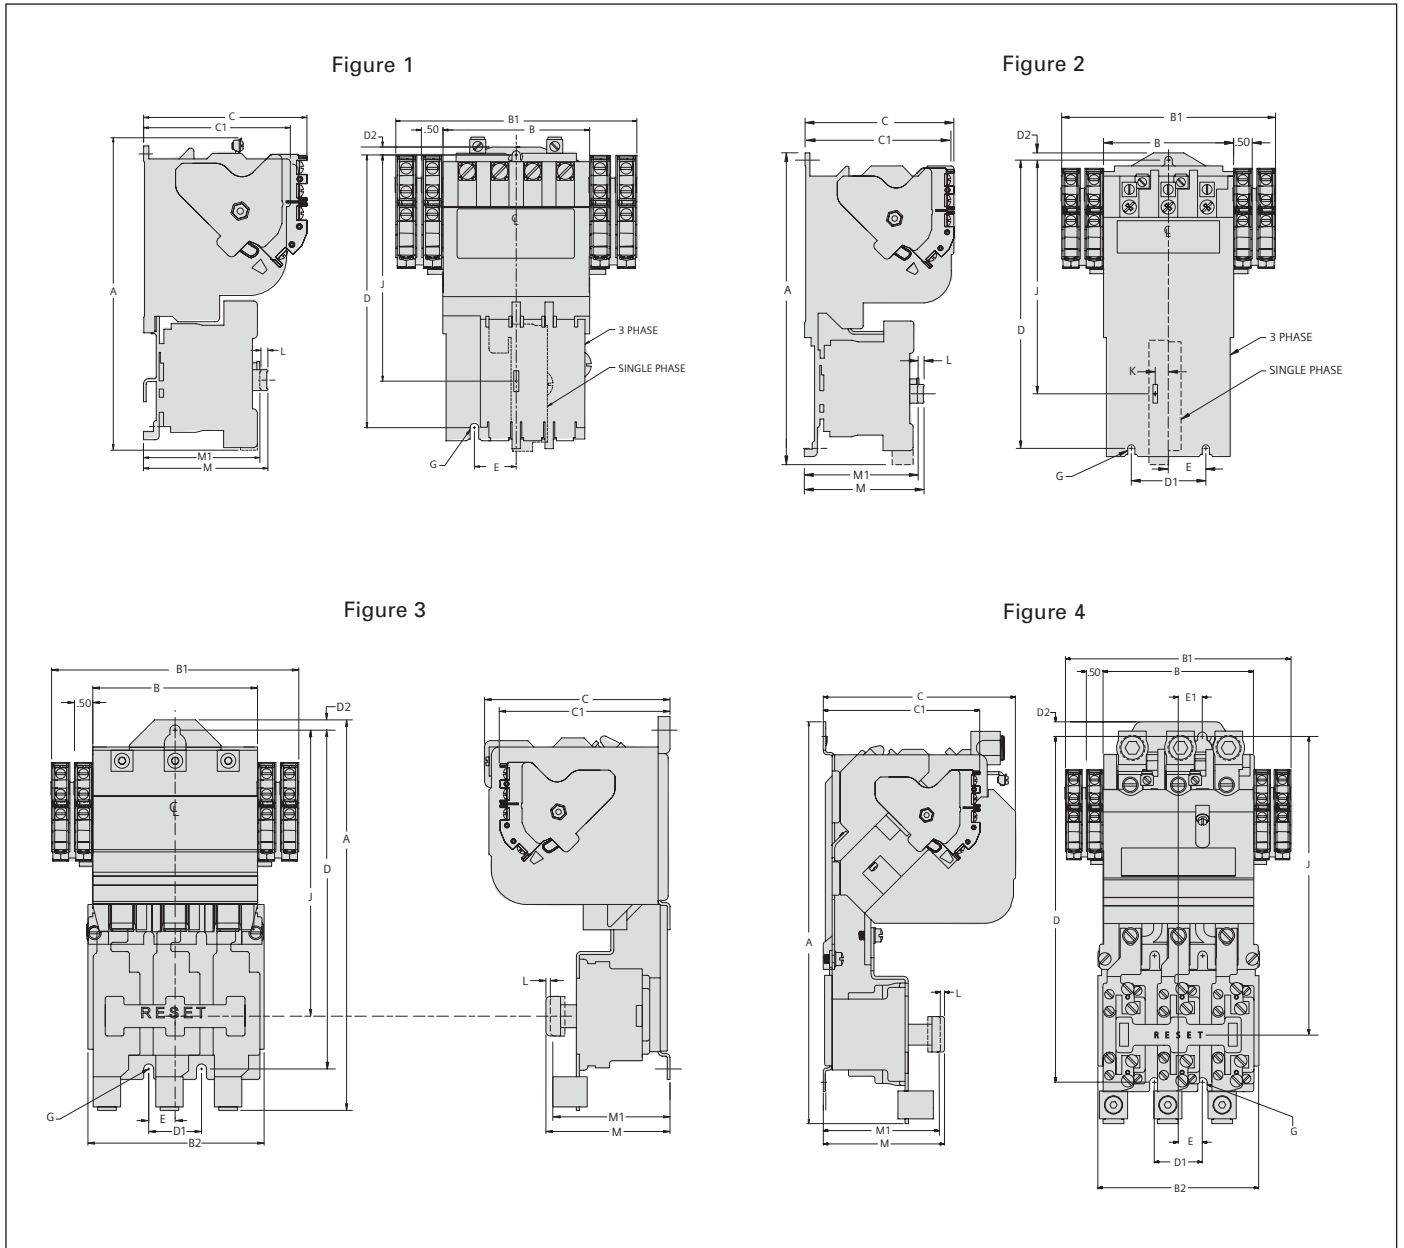 Figure 1
C
C1
A
L
M1
M
D2
B1
.50
B
℄
D
J
3 PHASE
SINGLE PHASE
G
E
Figure 2
C
C1
A
L
M1
M
B1
D2
B
.50
℄
J
D
3 PHASE
K
SINGLE PHASE
G
E
D1
Figure 3
B1
B
D2
.50
℄
A
D
J
RESET
G
E
D1
B2
C
C1
L
M1
M
Figure 4
C
C1
A
L
M1
M
B1
.50
B
E1
D2
J
D
RESET
G
E
D1
B2